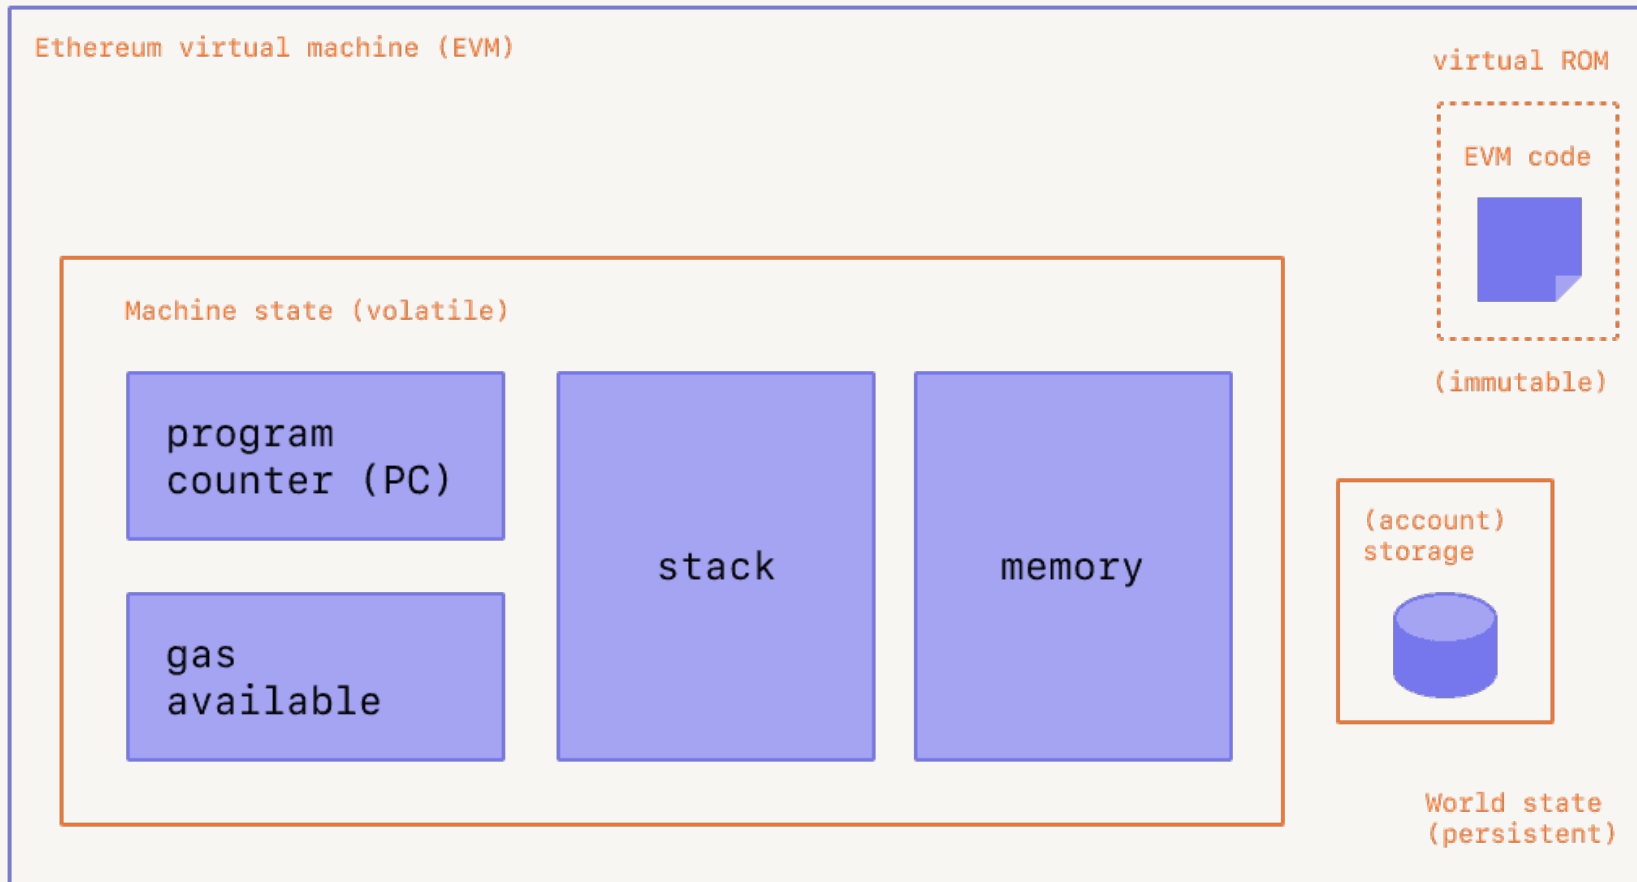 Ethereum virtual machine (EVM)
virtual ROM
EVM code
(immutable)
Machine state (volatile)
program
counter (PC)
gas
available
stack
memory
(account)
storage
World state
(persistent)